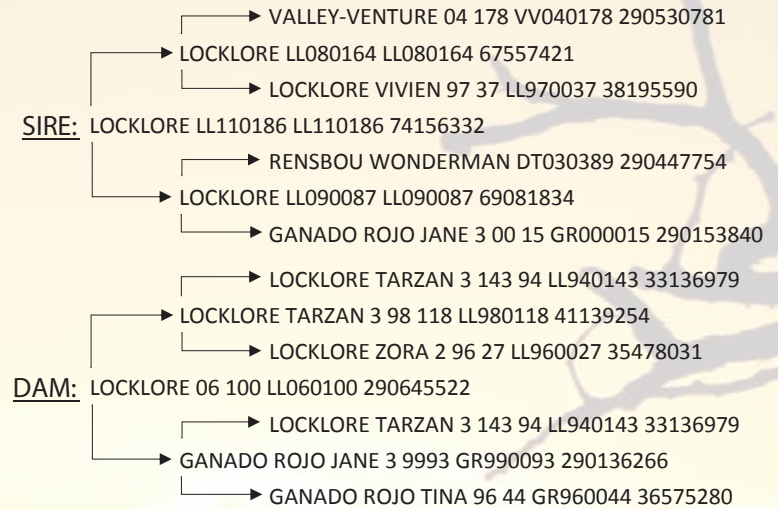 VALLEY-VENTURE 04 178 VV040178 290530781
LOCKLORE LL080164 LL080164 67557421
LOCKLORE VIVIEN 97 37 LL970037 38195590
SIRE: LOCKLORE LL110186 LL110186 74156332
RENSBOU WONDERMAN DT030389 290447754
LOCKLORE LL090087 LL090087 69081834
GANADO ROJO JANE 3 00 15 GR000015 290153840
LOCKLORE TARZAN 3 143 94 LL940143 33136979
LOCKLORE TARZAN 3 98 118 LL980118 41139254
LOCKLORE ZORA 2 96 27 LL960027 35478031
DAM: LOCKLORE 06 100 LL060100 290645522
LOCKLORE TARZAN 3 143 94 LL940143 33136979
GANADO ROJO JANE 3 9993 GR990093 290136266
GANADO ROJO TINA 96 44 GR960044 36575280